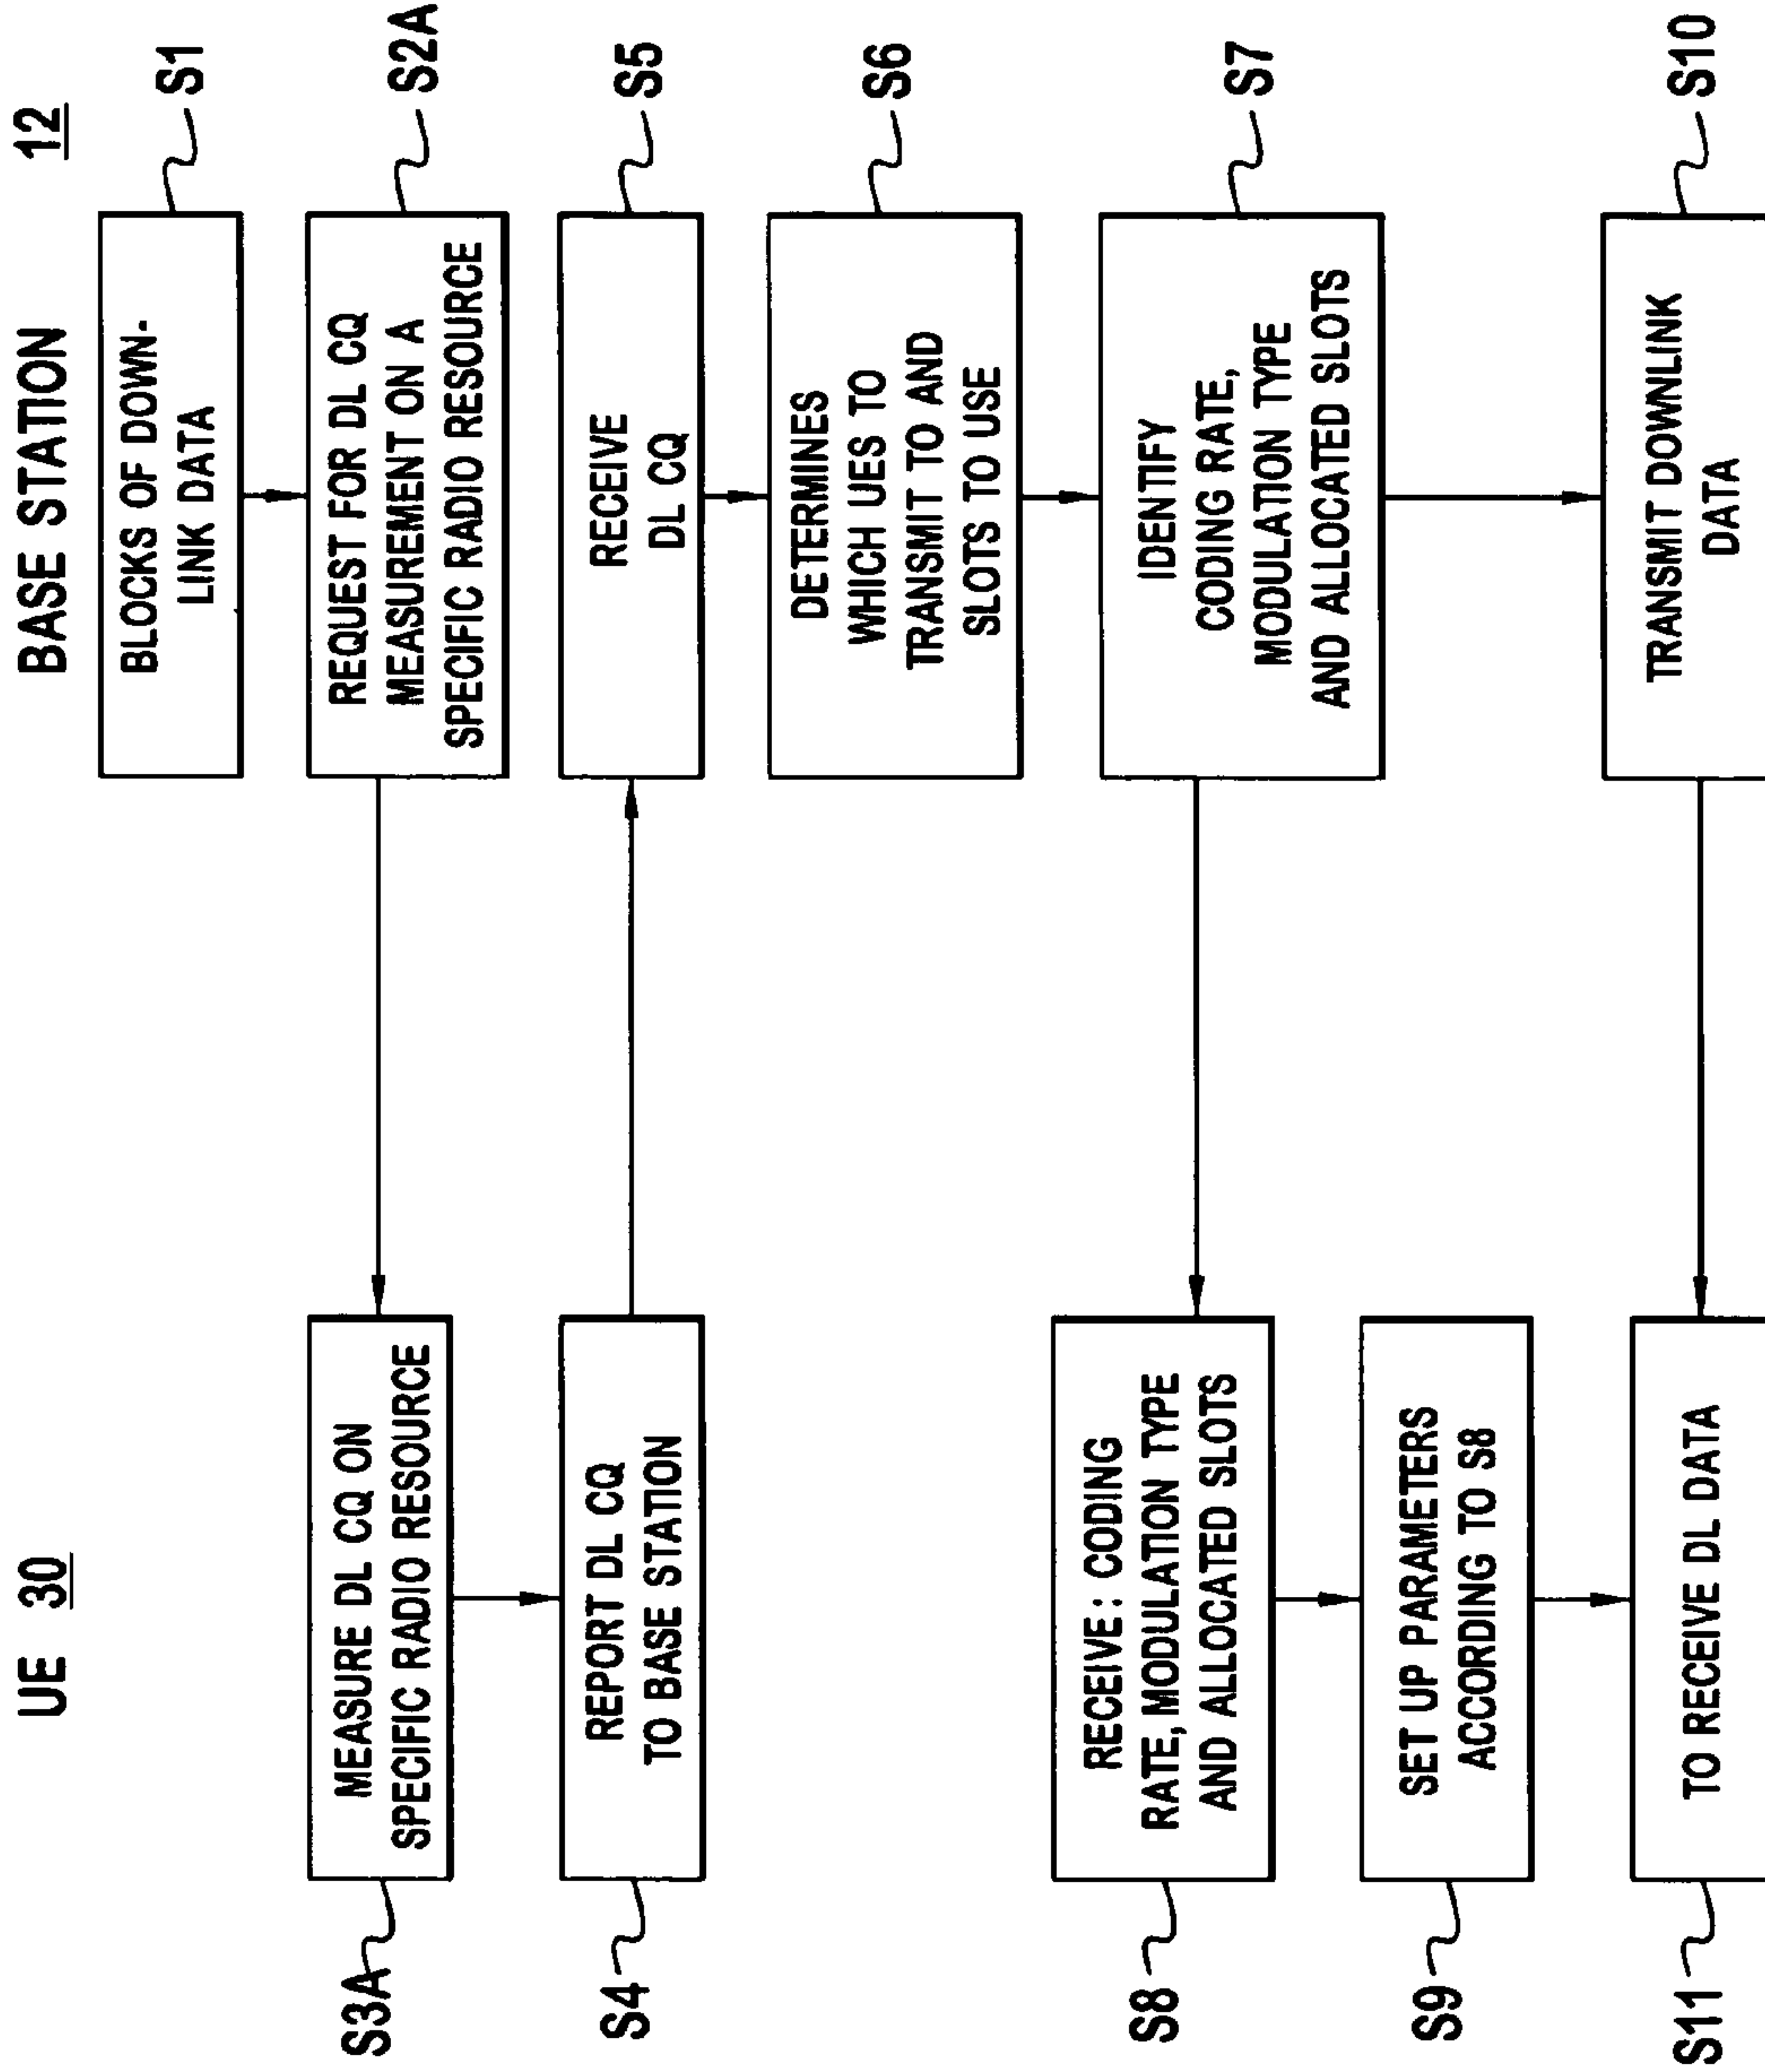 UE 30
BASE STATION 12
S3A
MEASURE DL CQ ON
SPECIFIC RADIO RESOURCE
S4
REPORT DL CQ
TO BASE STATION
S8
RECEIVE: CODING
RATE, MODULATION TYPE
AND ALLOCATED SLOTS
S9
SET UP PARAMETERS
ACCORDING TO S8
S11
TO RECEIVE DL DATA
BLOCKS OF DOWN-
LINK DATA
S1
REQUEST FOR DL CQ
MEASUREMENT ON A
SPECIFIC RADIO RESOURCE
S2A
RECEIVE
DL CQ
S5
DETERMINES
WHICH UES TO
TRANSMIT TO AND
SLOTS TO USE
S6
IDENTIFY
CODING RATE,
MODULATION TYPE
AND ALLOCATED SLOTS
S7
TRANSMIT DOWNLINK
DATA
S10